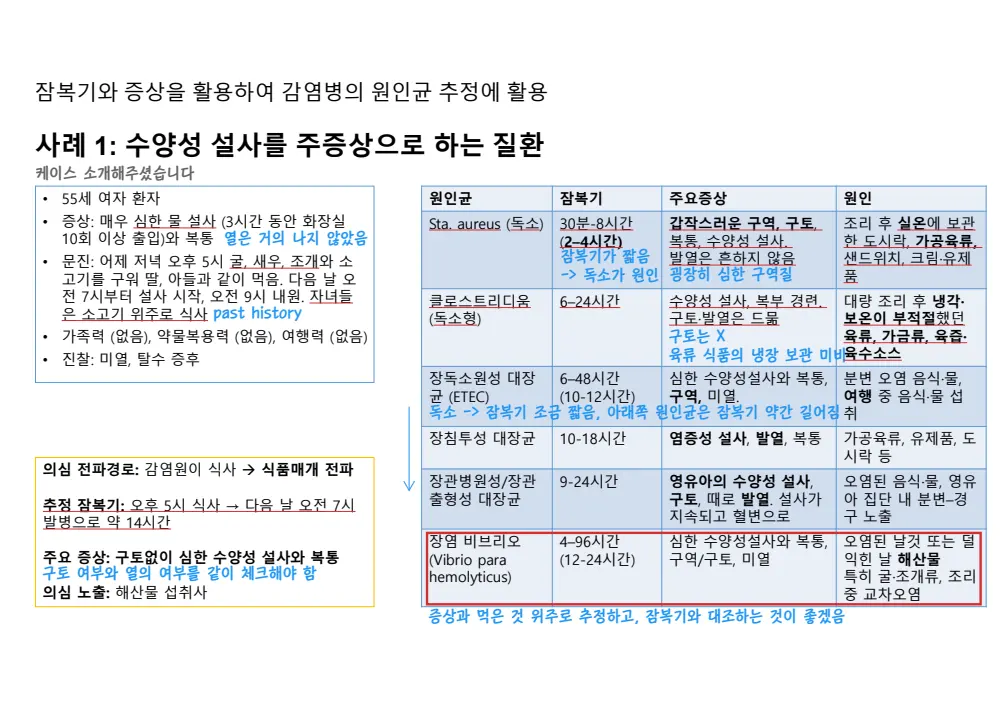 잠복기와 증상을 활용하여 감염병의 원인균 추정에 활용
사례 1: 수양성 설사를 주증상으로 하는 질환
케이스 소개해주셨습니다
• 55세 여자 환자
• 증상: 매우 심한 물 설사 (3시간 동안 화장실
10회 이상 출입)와 복통 열은 거의 나지 않았음
• 문진: 어제 저녁 오후 5시 굴, 새우, 조개와 소
고기를 구워 딸, 아들과 같이 먹음. 다음 날 오
전 7시부터 설사 시작, 오전 9시 내원. 자녀들
은 소고기 위주로 식사 past history
• 가족력 (없음), 약물복용력 (없음), 여행력 (없음)
• 진찰: 미열, 탈수 증후
의심 전파경로: 감염원이 식사 → 식품매개 전파
추정 잠복기: 오후 5시 식사 → 다음 날 오전 7시
발병으로 약 14시간
주요 증상: 구토없이 심한 수양성 설사와 복통
구토 여부와 열의 여부를 같이 체크해야 함
의심 노출: 해산물 섭취사
원인균 잠복기 주요증상 원인
Sta. aureus (독소) 30분-8시간 갑작스러운 구역, 구토, 조리 후 실온에 보관
(2–4시간) 복통, 수양성 설사, 한 도시락, 가공육류,
잠복기가 짧음 발열은 흔하지 않음 샌드위치, 크림·유제
-> 독소가 원인 굉장히 심한 구역질 품
클로스트리디움 6–24시간 수양성 설사, 복부 경련, 대량 조리 후 냉각·
(독소형) 구토·발열은 드묾 보온이 부적절했던
구토는 X 육류, 가금류, 육즙·
육류 식품의 냉장 보관 미비 육수소스
장독소원성 대장 6–48시간 심한 수양성설사와 복통, 분변 오염 음식·물,
균 (ETEC) (10-12시간) 구역, 미열. 여행 중 음식·물 섭
독소 -> 잠복기 조금 짧음, 아래쪽 원인균은 잠복기 약간 길어짐 취
장침투성 대장균 10-18시간 염증성 설사, 발열, 복통 가공육류, 유제품, 도
시락 등
장관병원성/장관 9-24시간 영유아의 수양성 설사, 오염된 음식·물, 영유
출형성 대장균 구토, 때로 발열. 설사가 아 집단 내 분변–경
지속되고 혈변으로 구 노출
장염 비브리오 4–96시간 심한 수양성설사와 복통, 오염된 날것 또는 덜
(Vibrio para (12-24시간) 구역/구토, 미열 익힌 날 해산물
hemolyticus) 특히 굴·조개류, 조리
중 교차오염
증상과 먹은 것 위주로 추정하고, 잠복기와 대조하는 것이 좋겠음